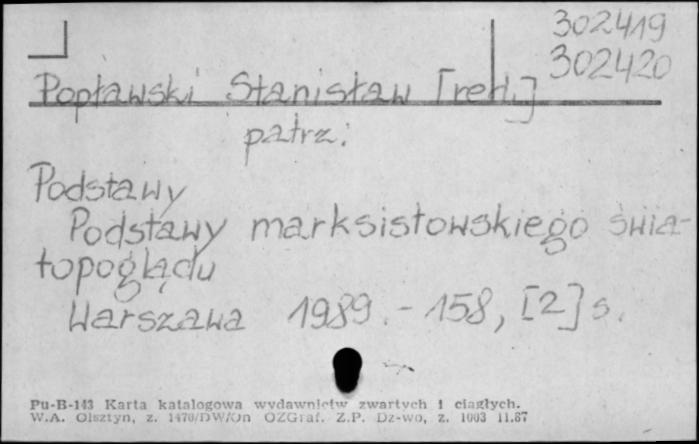 302419
302420
Popławski Stanisław [red.]
patrz:
Podstawy
Podstawy marksistowskiego świa-
topoglądu
Warszawa 1989. - 158, [2] s.
Pu-B-143 Karta katalogowa wydawnictw zwartych i ciągłych.
W.A. Olsztyn, z. 1470/DW/On OZGraf. Z.P. Dz-wo, z. 1003 11.87